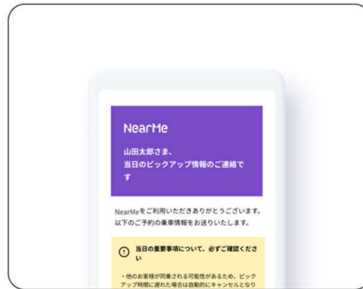 NearMe
山田太郎さま、
当日のピックアップ情報のご連絡で
す
NearMeをご利用いただきありがとうございます。
以下のご予約の乗車情報をお送りいたします。
当日の重要事項について、必ずご確認くださ
い
・他のお客様が同乗される可能性があるため、ピック
アップ時間に遅れた場合は自動的にキャンセルとなり